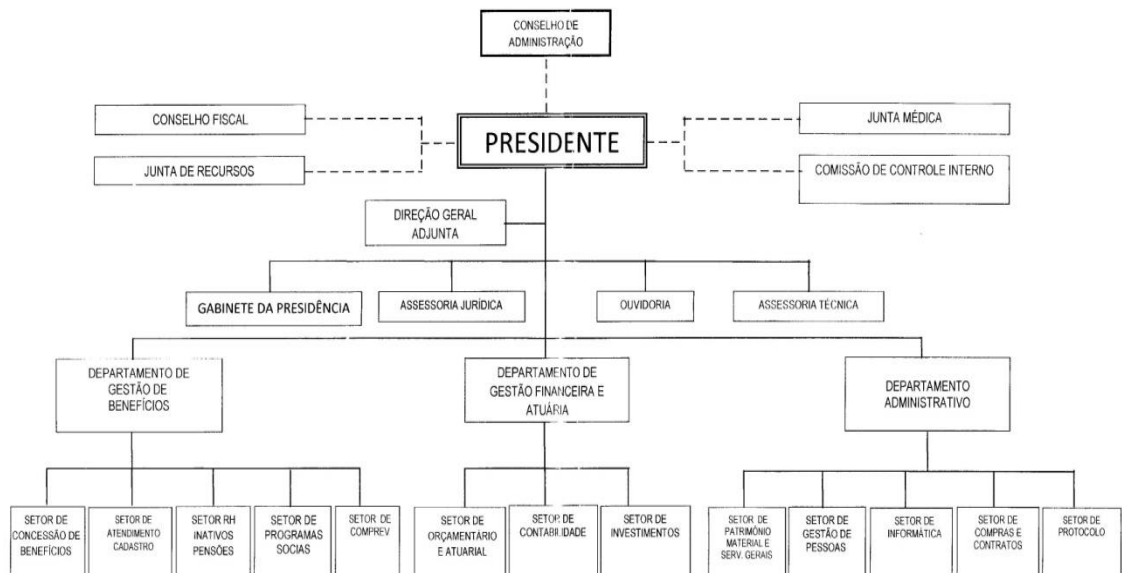 CONSELHO DE
ADMINISTRAÇÃO
CONSELHO FISCAL
JUNTA MÉDICA
PRESIDENTE
JUNTA DE RECURSOS
COMISSÃO DE CONTROLE INTERNO
DIREÇÃO GERAL
ADJUNTA
GABINETE DA PRESIDÊNCIA
ASSESSORIA JURÍDICA
OUVIDORIA
ASSESSORIA TÉCNICA
DEPARTAMENTO DE
GESTÃO DE
BENEFÍCIOS
DEPARTAMENTO DE
GESTÃO FINANCEIRA E
ATUÁRIA
DEPARTAMENTO
ADMINISTRATIVO
SETOR DE
CONCESSÃO DE
BENEFÍCIOS
SETOR DE
ATENDIMENTO
CADASTRO
SETOR RH
INATIVOS
PENSÕES
SETOR DE
PROGRAMAS
SOCIAS
SETOR DE
COMPREV
SETOR DE
ORÇAMENTÁRIO
E ATUARIAL
SETOR DE
CONTABILIDADE
SETOR DE
INVESTIMENTOS
SETOR DE
PATRIMÔNIO
MATERIAL E
SERV. GERAIS
SETOR DE
GESTÃO DE
PESSOAS
SETOR DE
INFORMÁTICA
SETOR DE
COMPRAS E
CONTRATOS
SETOR DE
PROTOCOLO